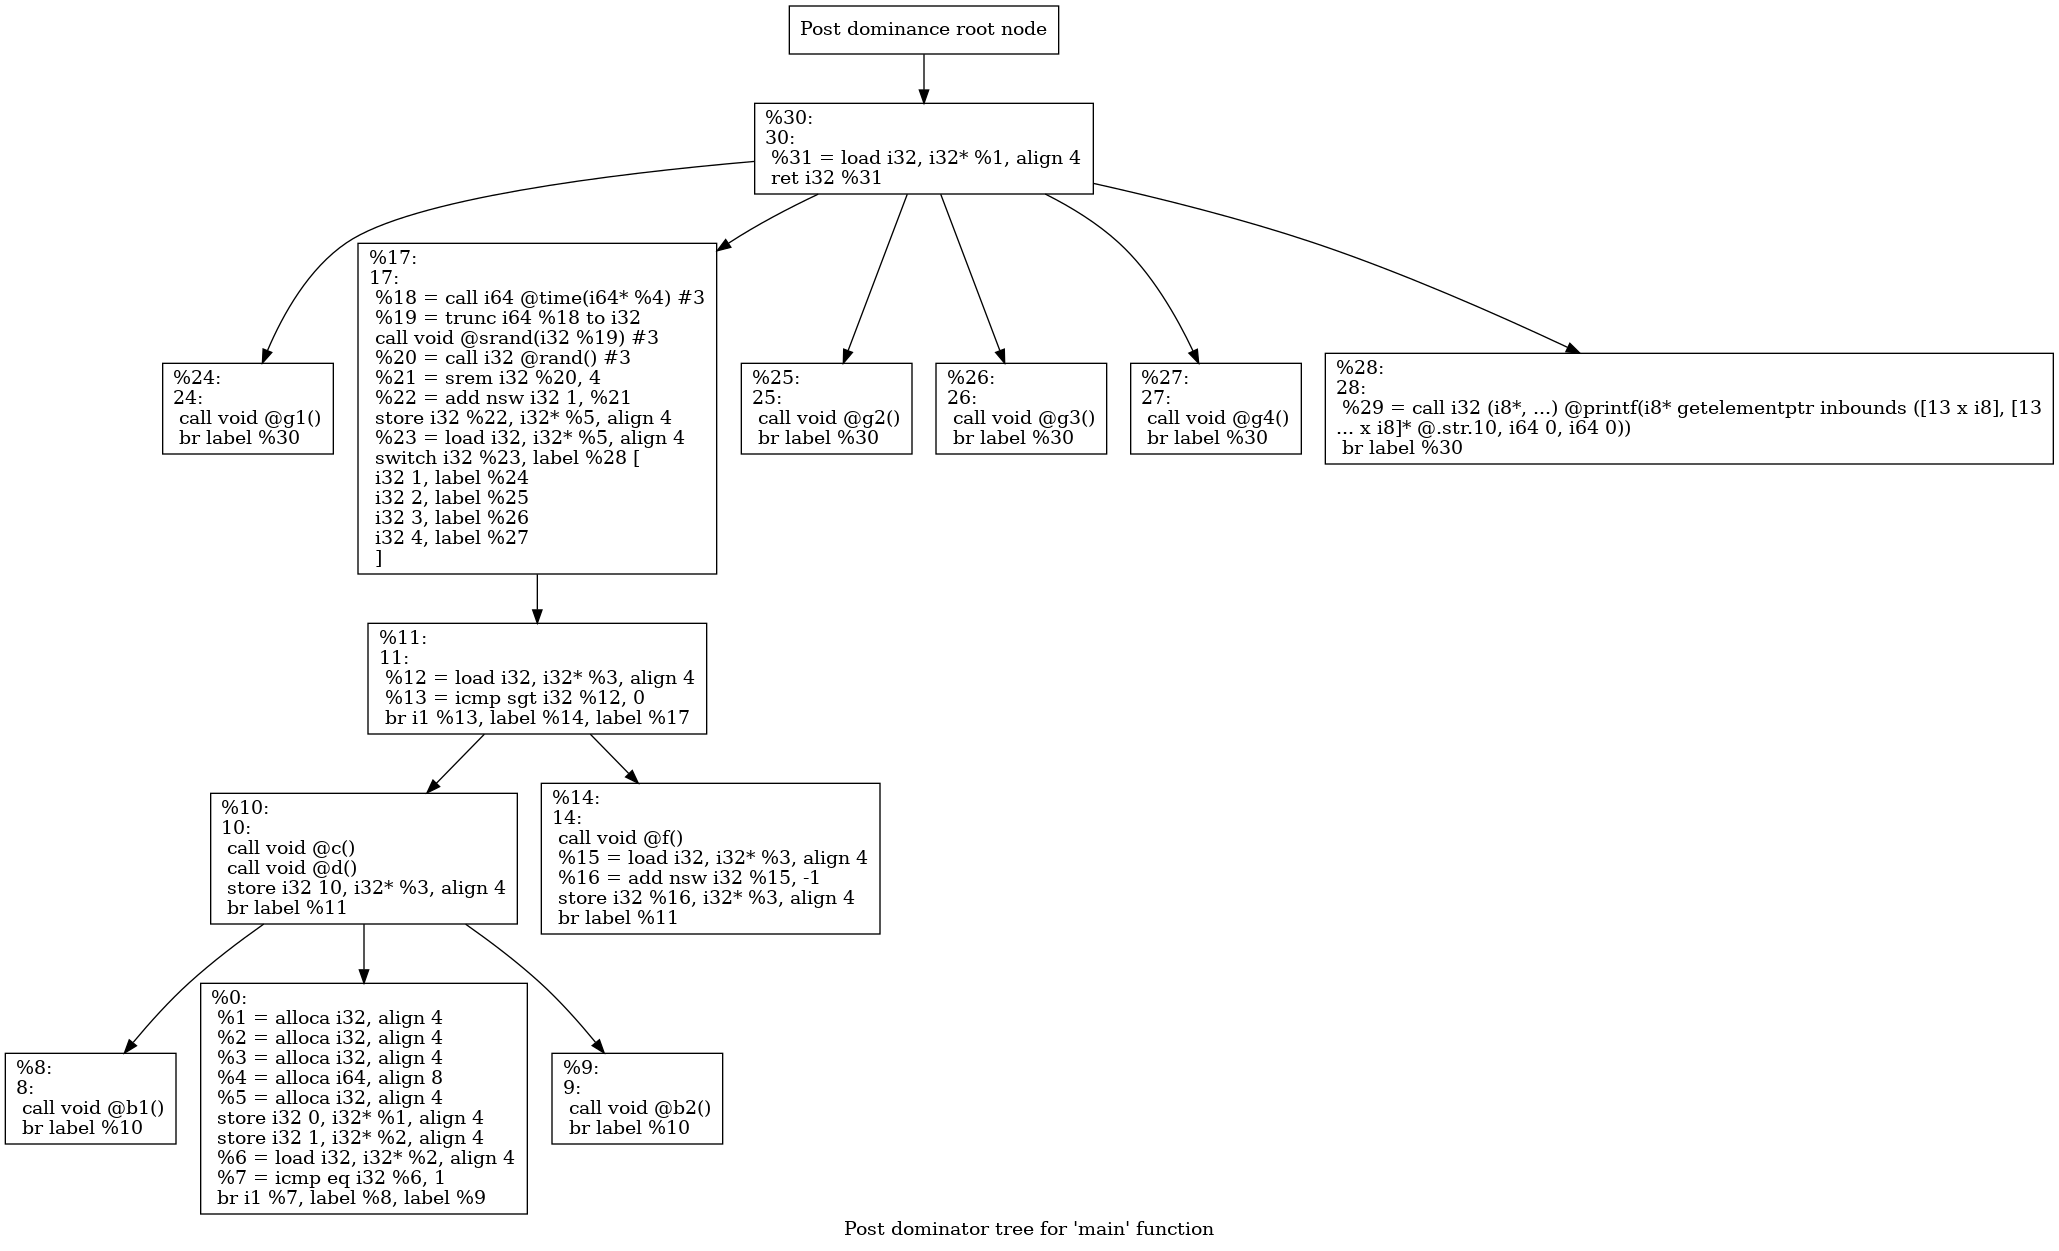 Post dominance root node
%30:
30:
%31 = load i32, i32* %1, align 4
ret i32 %31
%24:
24:
call void @g1()
br label %30
%17:
17:
%18 = call i64 @time(i64* %4) #3
%19 = trunc i64 %18 to i32
call void @srand(i32 %19) #3
%20 = call i32 @rand() #3
%21 = srem i32 %20, 4
%22 = add nsw i32 1, %21
store i32 %22, i32* %5, align 4
%23 = load i32, i32* %5, align 4
switch i32 %23, label %28 [
i32 1, label %24
i32 2, label %25
i32 3, label %26
i32 4, label %27
]
%25:
25:
call void @g2()
br label %30
%26:
26:
call void @g3()
br label %30
%27:
27:
call void @g4()
br label %30
%28:
28:
%29 = call i32 (i8*, ...) @printf(i8* getelementptr inbounds ([13 x i8], [13
... x i8]* @.str.10, i64 0, i64 0))
br label %30
%11:
11:
%12 = load i32, i32* %3, align 4
%13 = icmp sgt i32 %12, 0
br i1 %13, label %14, label %17
%10:
10:
call void @c()
call void @d()
store i32 10, i32* %3, align 4
br label %11
%14:
14:
call void @f()
%15 = load i32, i32* %3, align 4
%16 = add nsw i32 %15, -1
store i32 %16, i32* %3, align 4
br label %11
%8:
8:
call void @b1()
br label %10
%0:
%1 = alloca i32, align 4
%2 = alloca i32, align 4
%3 = alloca i32, align 4
%4 = alloca i64, align 8
%5 = alloca i32, align 4
store i32 0, i32* %1, align 4
store i32 1, i32* %2, align 4
%6 = load i32, i32* %2, align 4
%7 = icmp eq i32 %6, 1
br i1 %7, label %8, label %9
%9:
9:
call void @b2()
br label %10
Post dominator tree for 'main' function